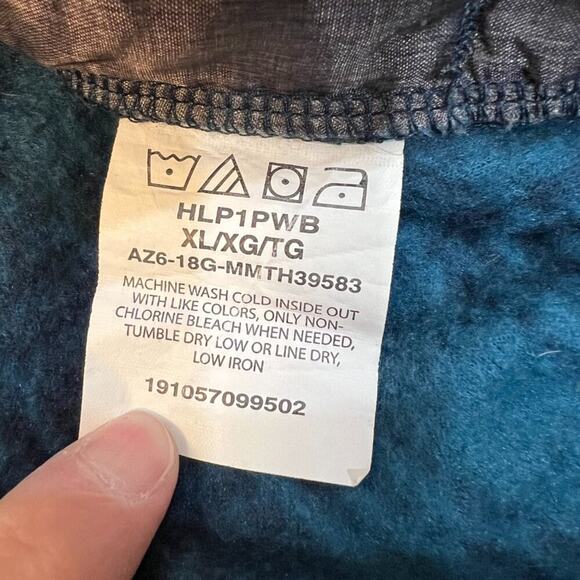 HLP1PWB
XL/XG/TG
AZ6-18G-MMTH39583
MACHINE WASH COLD INSIDE OUT
WITH LIKE COLORS, ONLY NON-
CHLORINE BLEACH WHEN NEEDED,
TUMBLE DRY LOW OR LINE DRY,
LOW IRON
191057099502